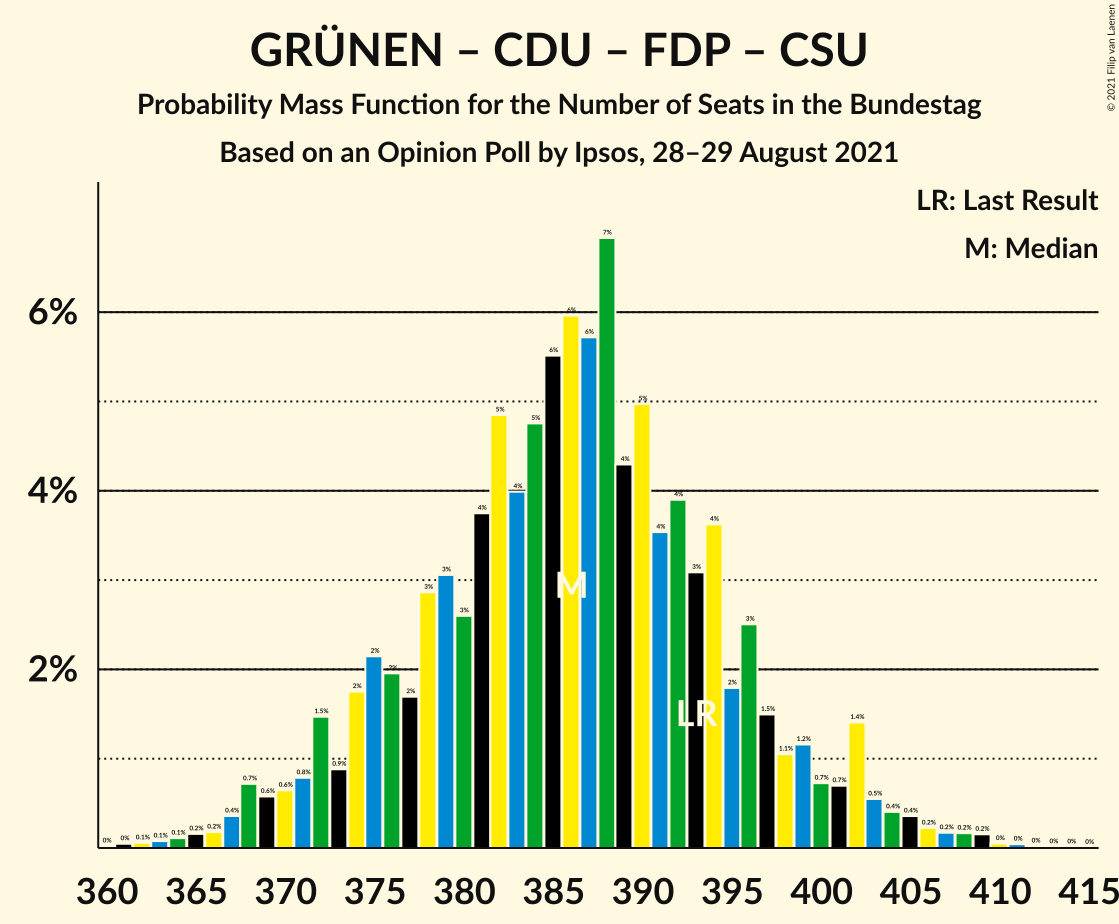 GRÜNEN – CDU – FDP – CSU
Probability Mass Function for the Number of Seats in the Bundestag
Based on an Opinion Poll by Ipsos, 28–29 August 2021
© 2021 Filip van Laenen
LR: Last Result
M: Median
6%
4%
2%
0% 0% 0.1% 0.1% 0.1% 0.2% 0.2% 0.4% 0.7% 0.6% 0.6% 0.8% 1.5% 0.9% 2% 2% 2% 2% 3% 3% 3% 4% 5% 4% 5% 6% 6% 6% 7% 4% 5% 4% 4% 3% 4% 2% 3% 1.5% 1.1% 1.2% 0.7% 0.7% 1.4% 0.5% 0.4% 0.4% 0.2% 0.2% 0.2% 0.2% 0% 0% 0% 0% 0% 0%
M
LR
360 365 370 375 380 385 390 395 400 405 410 415